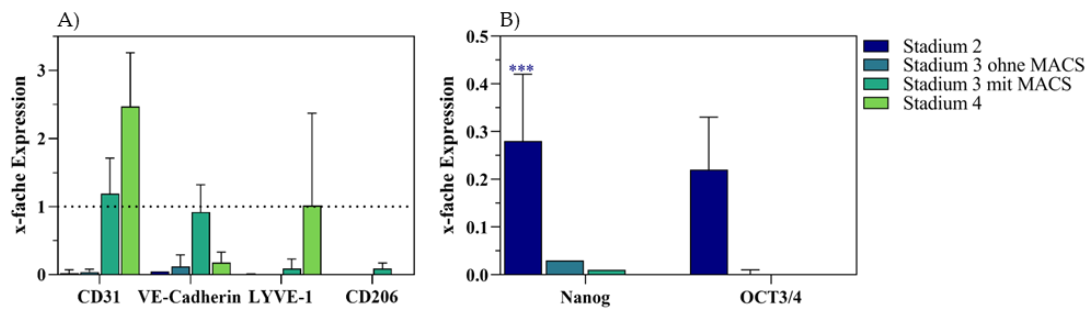 A)
x-fache Expression
3
2
1
0
CD31 VE-Cadherin LYVE-1 CD206
B)
x-fache Expression
0.5
0.4
0.3
0.2
0.1
0.0
***
Nanog OCT3/4
Stadium 2
Stadium 3 ohne MACS
Stadium 3 mit MACS
Stadium 4